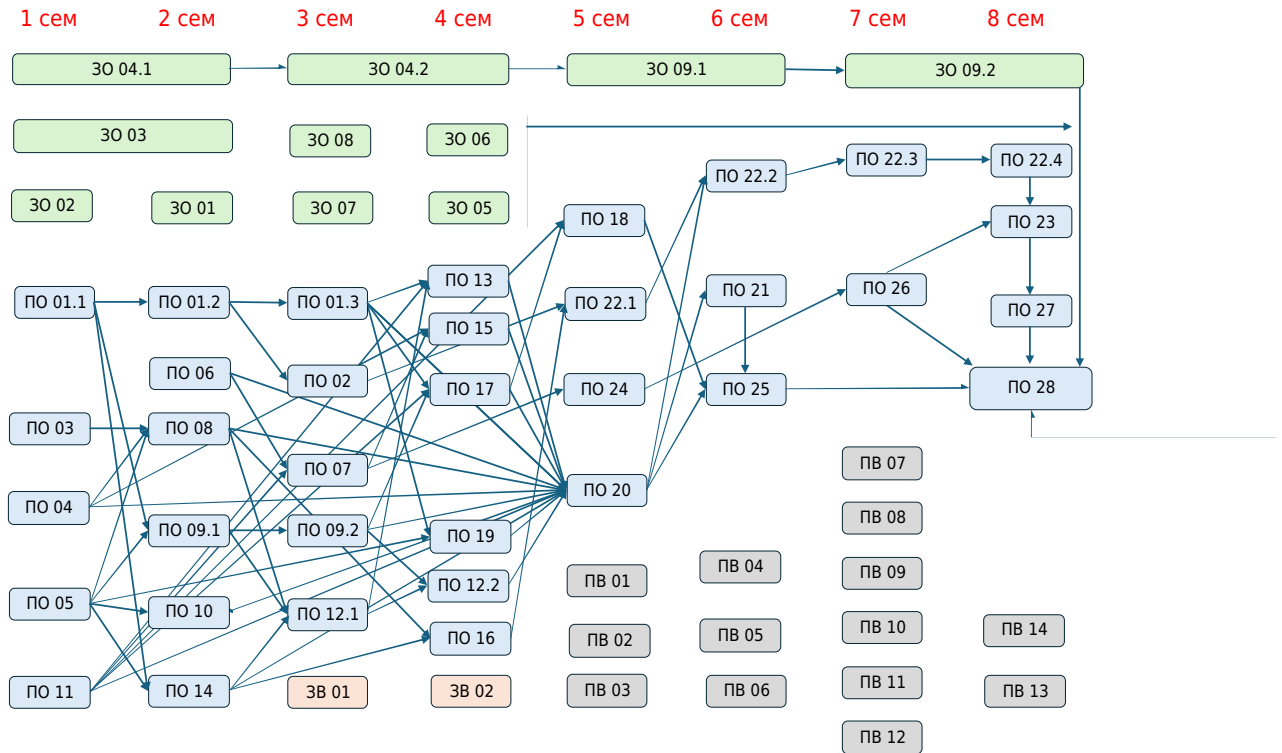 1 сем 2 сем 3 сем 4 сем 5 сем 6 сем 7 сем 8 сем
ЗО 04.1 ЗО 04.2 ЗО 09.1 ЗО 09.2
ЗО 03 ЗО 08 ЗО 06
ПО 22.3 ПО 22.4
ПО 22.2
ЗО 02 ЗО 01 ЗО 07 ЗО 05
ПО 18 ПО 23
ПО 13
ПО 21 ПО 26
ПО 01.1 ПО 01.2 ПО 01.3 ПО 22.1 ПО 27
ПО 15
ПО 06 ПО 02
ПО 17 ПО 24 ПО 25 ПО 28
ПО 03 ПО 08
ПО 07 ПВ 07
ПО 20
ПО 04 ПВ 08
ПО 09.1 ПО 09.2 ПО 19
ПВ 04 ПВ 09
ПО 12.2 ПВ 01
ПО 05 ПО 10 ПО 12.1
ПО 16 ПВ 02 ПВ 05 ПВ 10 ПВ 14
ПО 11 ПО 14 ЗВ 01 ЗВ 02 ПВ 03 ПВ 06 ПВ 11 ПВ 13
ПВ 12